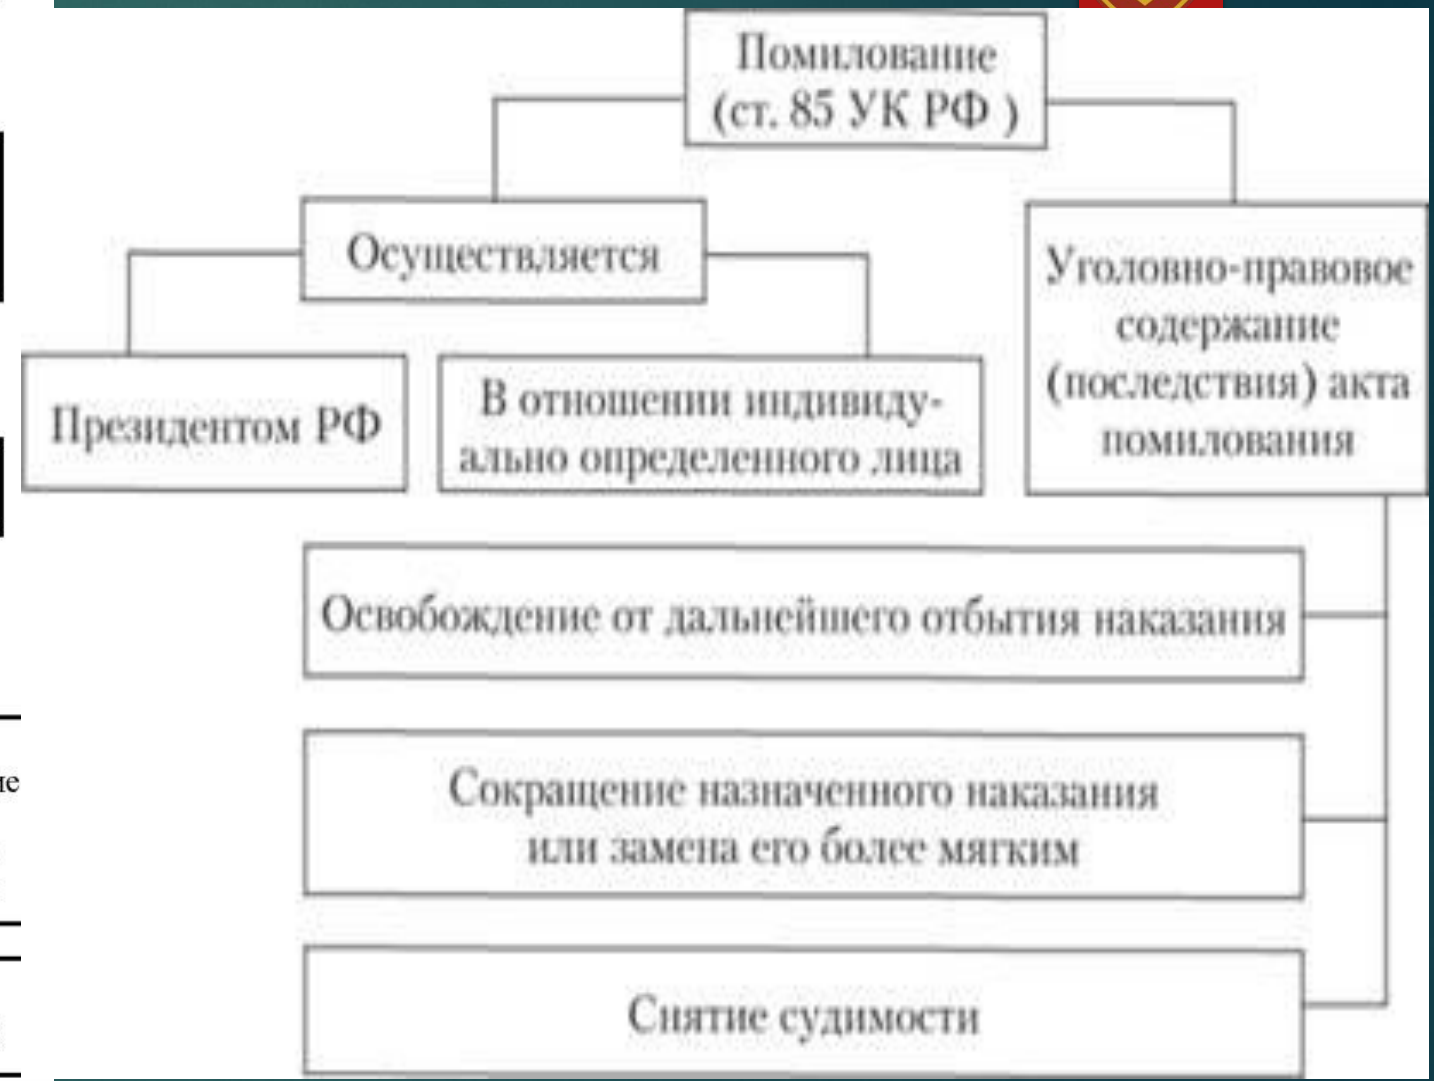 Помилование
(ст. 85 УК РФ )
Осуществляется
Уголовно-правовое
содержание
(последствия) акта
помилования
Президентом РФ
В отношении индивиду-
ально определенного лица
Освобождение от дальнейшего отбытия наказания
Сокращение назначенного наказания
или замена его более мягким
Снятие судимости